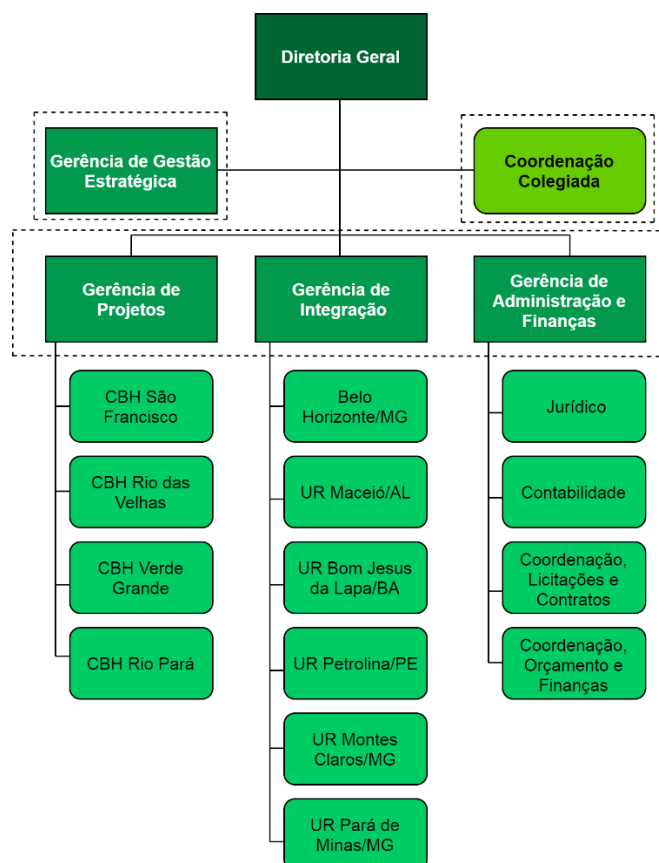 Diretoria Geral
Gerência de Gestão
Estratégica
Coordenação
Colegiada
Gerência de
Projetos
Gerência de
Integração
Gerência de
Administração e
Finanças
CBH São
Francisco
CBH Rio das
Velhas
CBH Verde
Grande
CBH Rio Pará
Belo
Horizonte/MG
UR Maceió/AL
UR Bom Jesus
da Lapa/BA
UR Petrolina/PE
UR Montes
Claros/MG
UR Pará de
Minas/MG
Jurídico
Contabilidade
Coordenação,
Licitações e
Contratos
Coordenação,
Orçamento e
Finanças